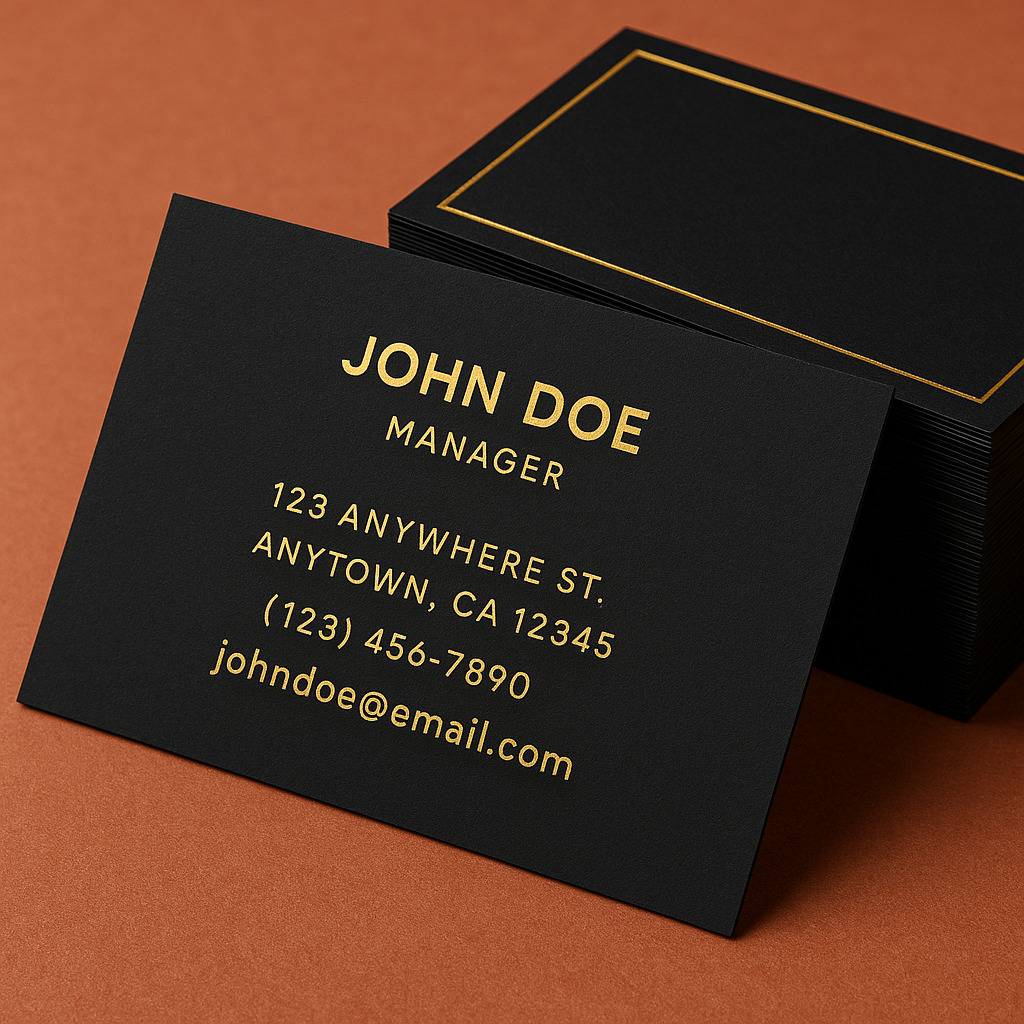 JOHN DOE
MANAGER
123 ANYWHERE ST.
ANYTOWN, CA 12345
(123) 456-7890
johndoe@email.com